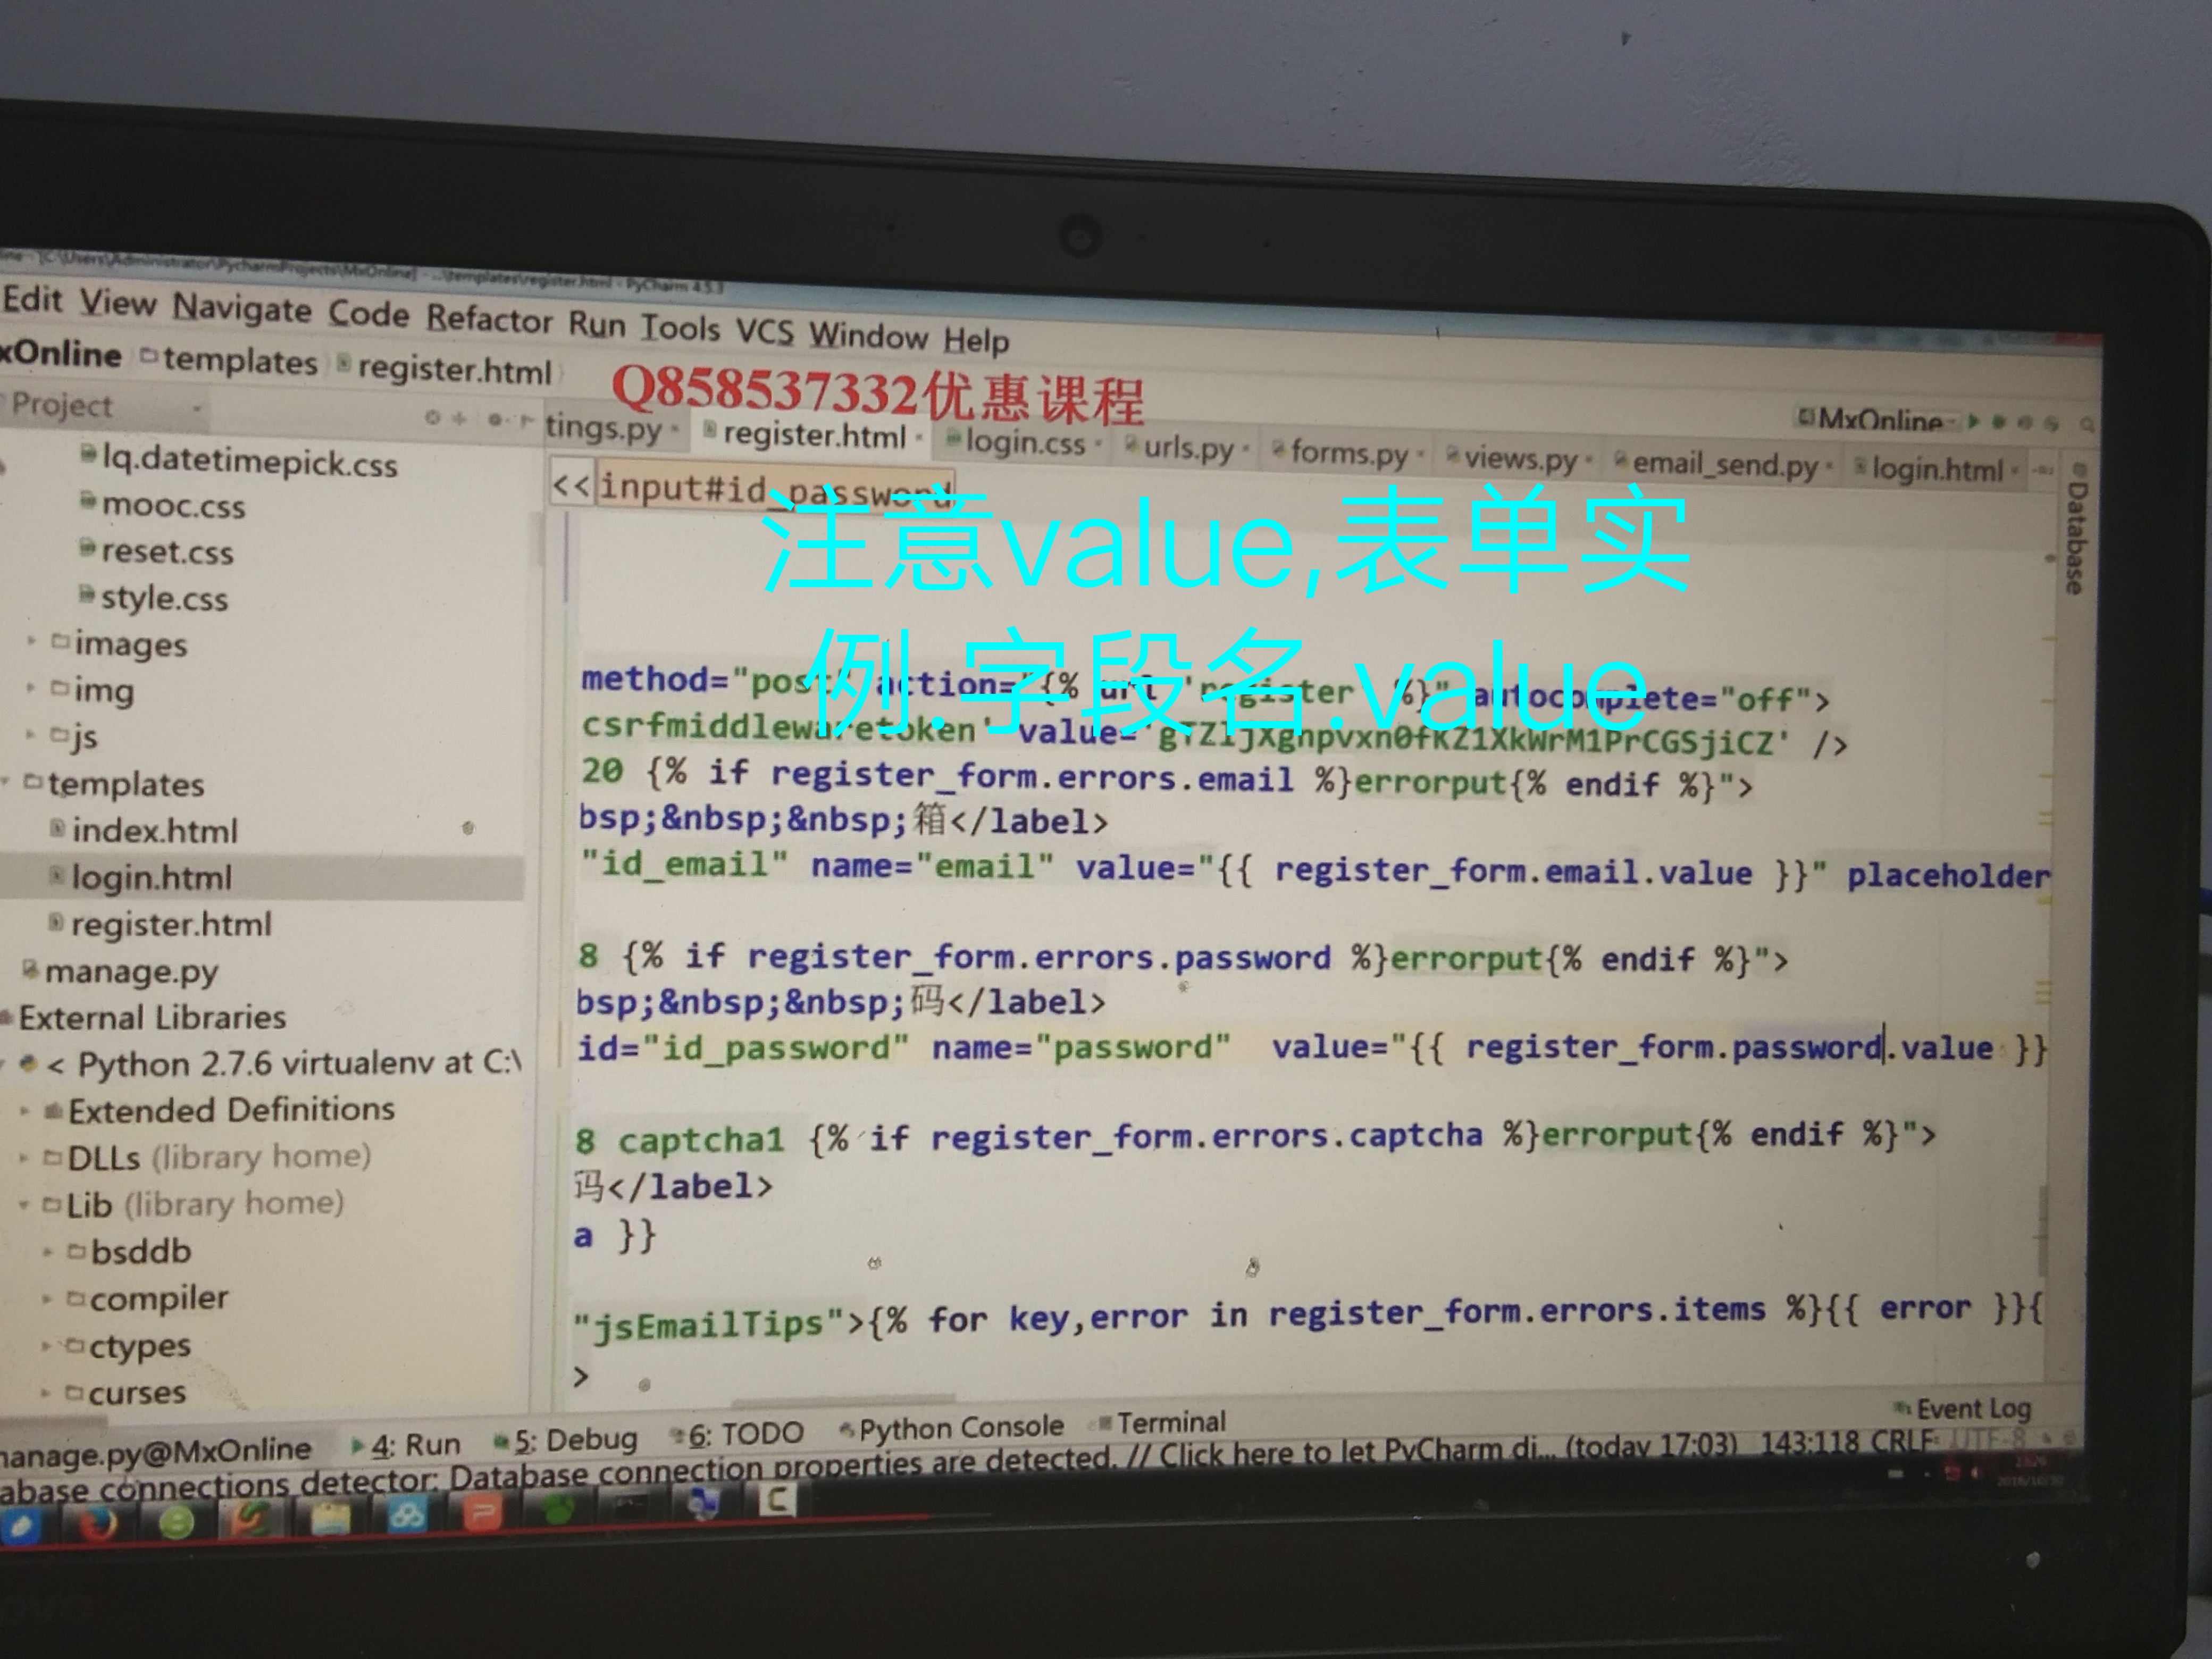 [C:\Users\Administrator\PycharmProjects\MxOnline] - ...\templates\register.html - PyCharm 4.5.3
Edit View Navigate Code Refactor Run Tools VCS Window Help
xOnline templates register.html
Q858537332优惠课程
MxOnline
Project
tings.py register.html login.css urls.py forms.py views.py email_send.py login.html
Database
<< input#id_password
注意value,表单实
例.字段名.value
lq.datetimepick.css
mooc.css
reset.css
style.css
images
img
js
templates
index.html
login.html
register.html
manage.py
External Libraries
< Python 2.7.6 virtualenv at C:\
Extended Definitions
DLLs (library home)
Lib (library home)
bsddb
compiler
ctypes
curses
method="post" action="{% url 'register' %}" autocomplete="off">
csrfmiddlewaretoken' value='
/>
20 {% if register_form.errors.email %}errorput{% endif %}">
bsp;&nbsp;&nbsp;箱</label>
"id_email" name="email" value="{{ register_form.email.value }}" placeholder
8 {% if register_form.errors.password %}errorput{% endif %}">
bsp;&nbsp;&nbsp;码</label>
id="id_password" name="password" value="{{ register_form.password.value }}
8 captcha1 {% if register_form.errors.captcha %}errorput{% endif %}">
码</label>
a }}
"jsEmailTips">{% for key,error in register_form.errors.items %}{{ error }}{
>
manage.py@MxOnline 4: Run 5: Debug 6: TODO Python Console Terminal Event Log
abase connections detector: Database connection properties are detected. // Click here to let PyCharm di... (today 17:03) 143:118 CRLF UTF-8